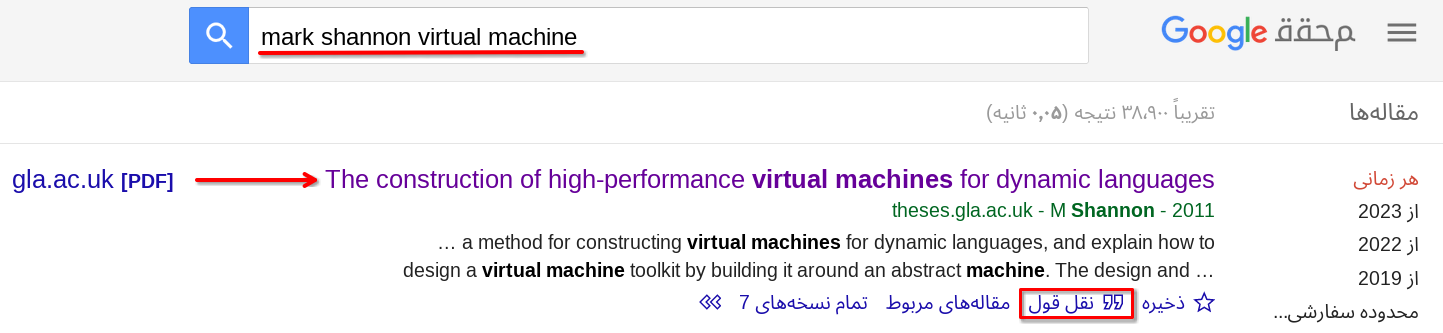 mark shannon virtual machine
Google محقق
مقاله‌ها
تقریباً ۳۸٬۹۰۰ نتیجه (۰٫۰۵ ثانیه)
هر زمانی
از 2023
از 2022
از 2019
محدوده سفارشی...
The construction of high-performance virtual machines for dynamic languages
[PDF] gla.ac.uk
theses.gla.ac.uk - M Shannon - 2011
… a method for constructing virtual machines for dynamic languages, and explain how to
design a virtual machine toolkit by building it around an abstract machine. The design and …
ذخیره نقل قول مقاله‌های مربوط تمام نسخه‌های 7